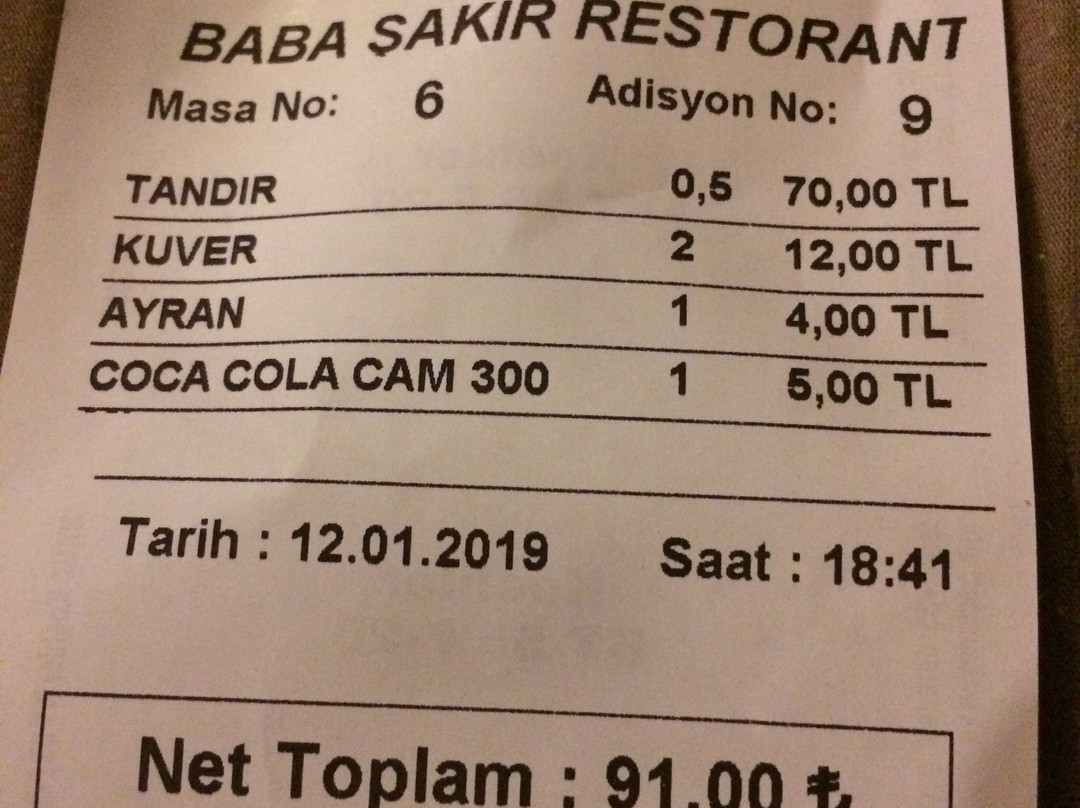 BABA ŞAKİR RESTORANT
Masa No: 6 Adisyon No: 9
TANDIR 0,5 70,00 TL
KUVER 2 12,00 TL
AYRAN 1 4,00 TL
COCA COLA CAM 300 1 5,00 TL
Tarih : 12.01.2019 Saat : 18:41
Net Toplam : 91,00 ₺